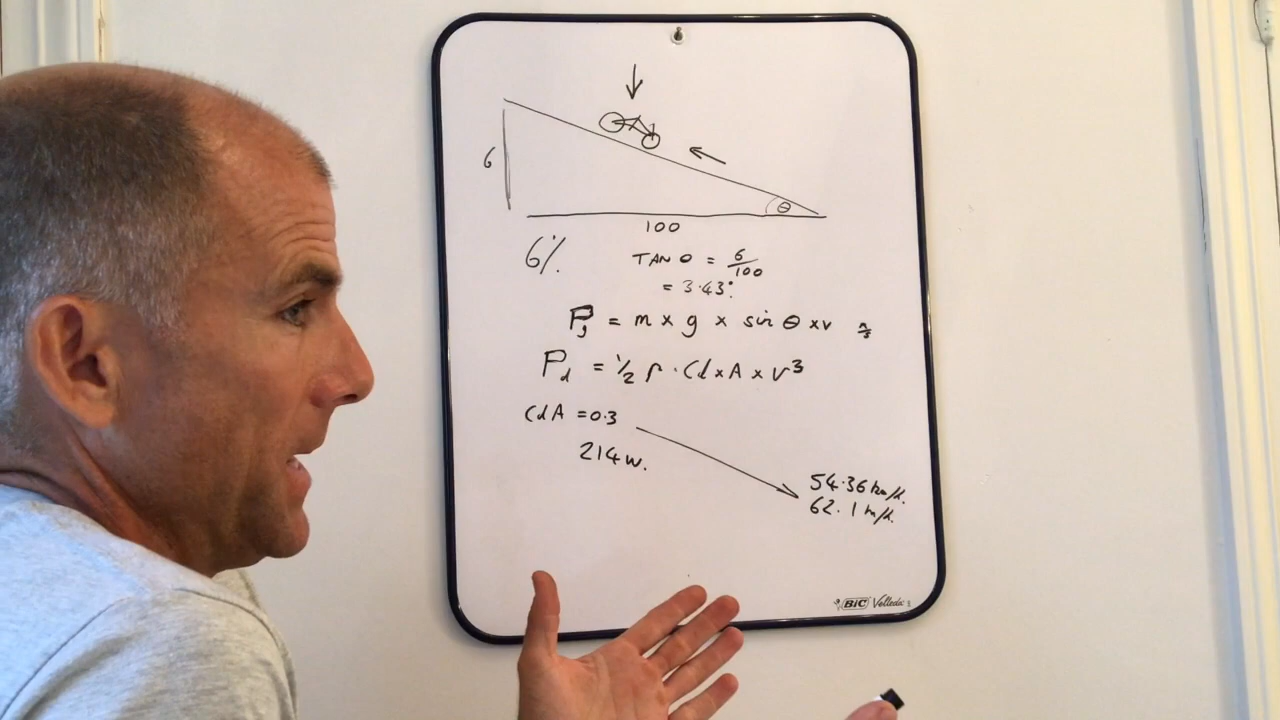 6
θ
100
6%
TAN θ = 6/100
= 3.43°
Pg = m x g x sin θ x v
Pd = 1/2 ρ . Cd x A x v³
CdA = 0.3
214w.
54.36 km/h.
62.1 m/h.
BIC Velleda